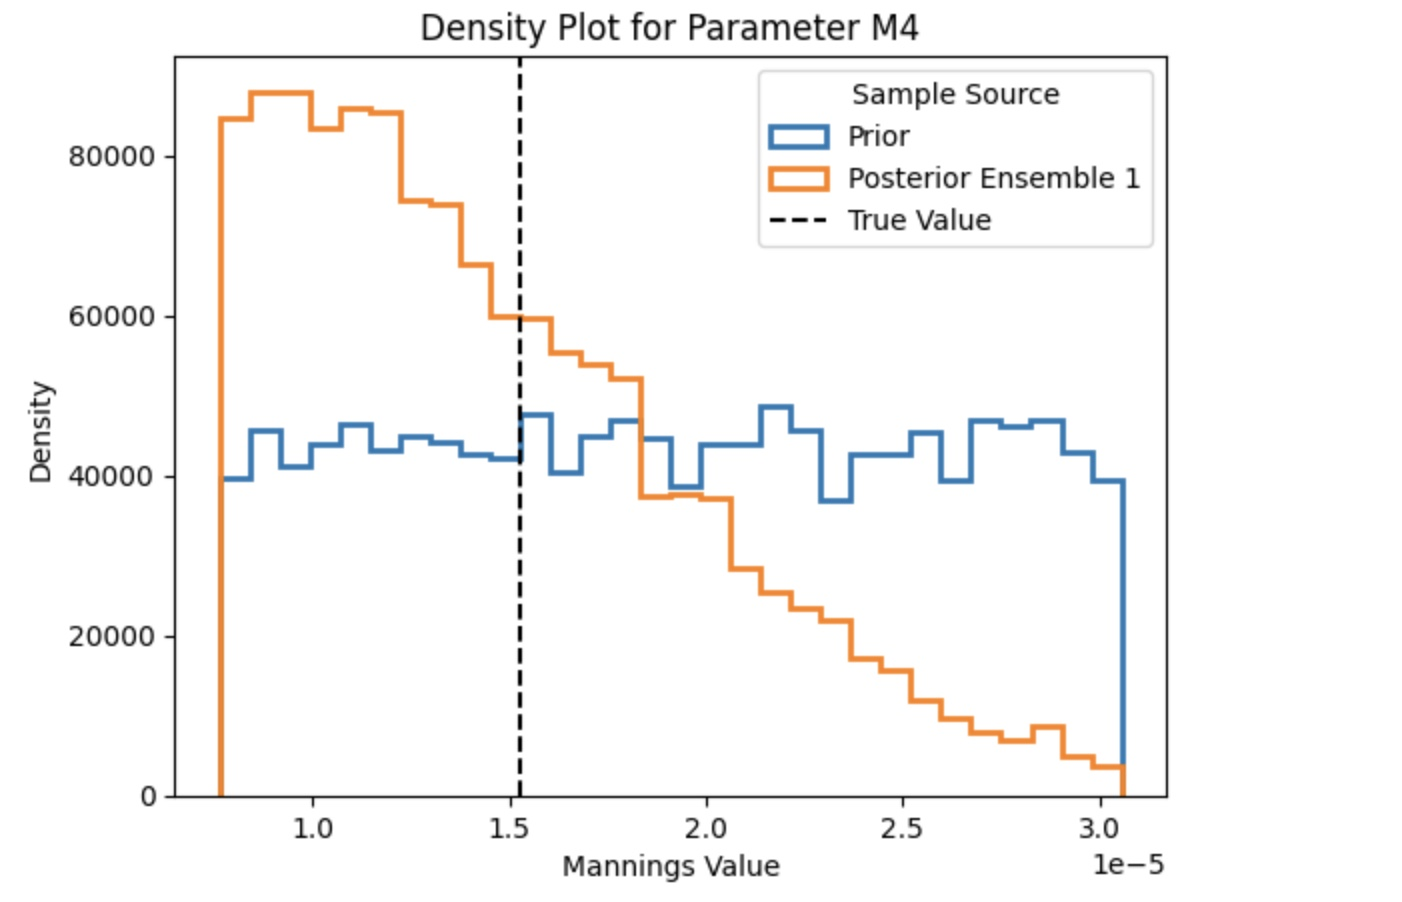 Density Plot for Parameter M4
Sample Source
Prior
Posterior Ensemble 1
True Value
Density
80000
60000
40000
20000
0
1.0 1.5 2.0 2.5 3.0
Mannings Value
1e−5